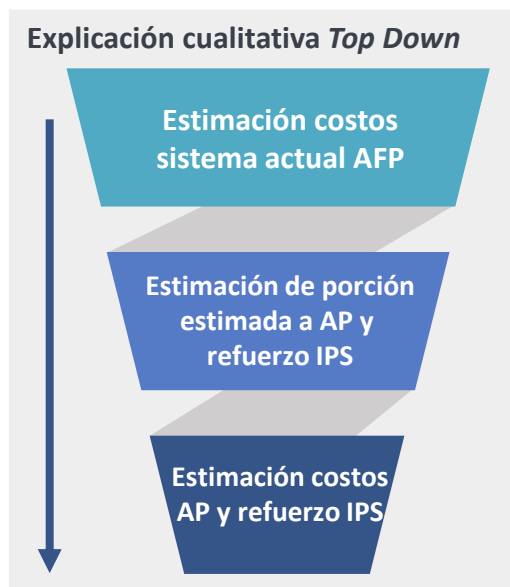 Explicación cualitativa Top Down
Estimación costos
sistema actual AFP
Estimación de porción
estimada a AP y
refuerzo IPS
Estimación costos
AP y refuerzo IPS